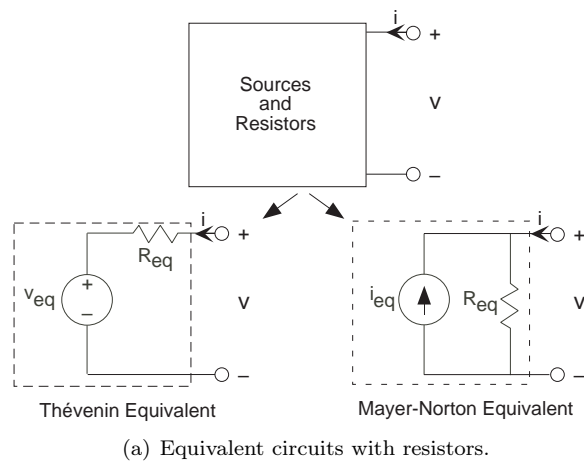 i
+
Sources
and
Resistors
v
–
i
+
R_eq
v_eq
+
–
v
–
Thévenin Equivalent
i
+
i_eq
R_eq
v
–
Mayer-Norton Equivalent
(a) Equivalent circuits with resistors.